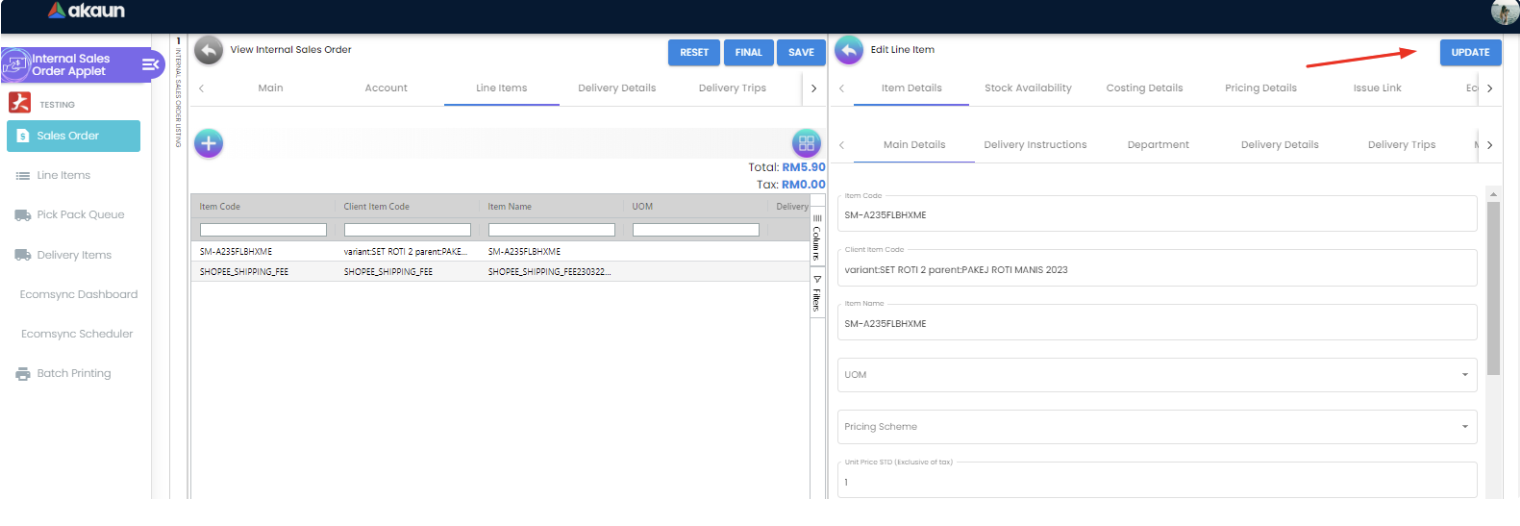 akaun
Internal Sales
Order Applet
TESTING
Sales Order
Line Items
Pick Pack Queue
Delivery Items
Ecomsync Dashboard
Ecomsync Scheduler
Batch Printing
1 INTERNAL SALES ORDER LISTING
View Internal Sales Order
RESET FINAL SAVE
Main Account Line Items Delivery Details Delivery Trips
Total: RM5.90
Tax: RM0.00
Item Code Client Item Code Item Name UOM Delivery
SM-A235FLBHXME variant:SET ROTI 2 parent:PAKE... SM-A235FLBHXME
SHOPEE_SHIPPING_FEE SHOPEE_SHIPPING_FEE SHOPEE_SHIPPING_FEE230322...
Columns
Filters
Edit Line Item
UPDATE
Item Details Stock Availability Costing Details Pricing Details Issue Link
Main Details Delivery Instructions Department Delivery Details Delivery Trips
Item Code
SM-A235FLBHXME
Client Item Code
variant:SET ROTI 2 parent:PAKEJ ROTI MANIS 2023
Item Name
SM-A235FLBHXME
UOM
Pricing Scheme
Unit Price STD (Exclusive of tax)
1